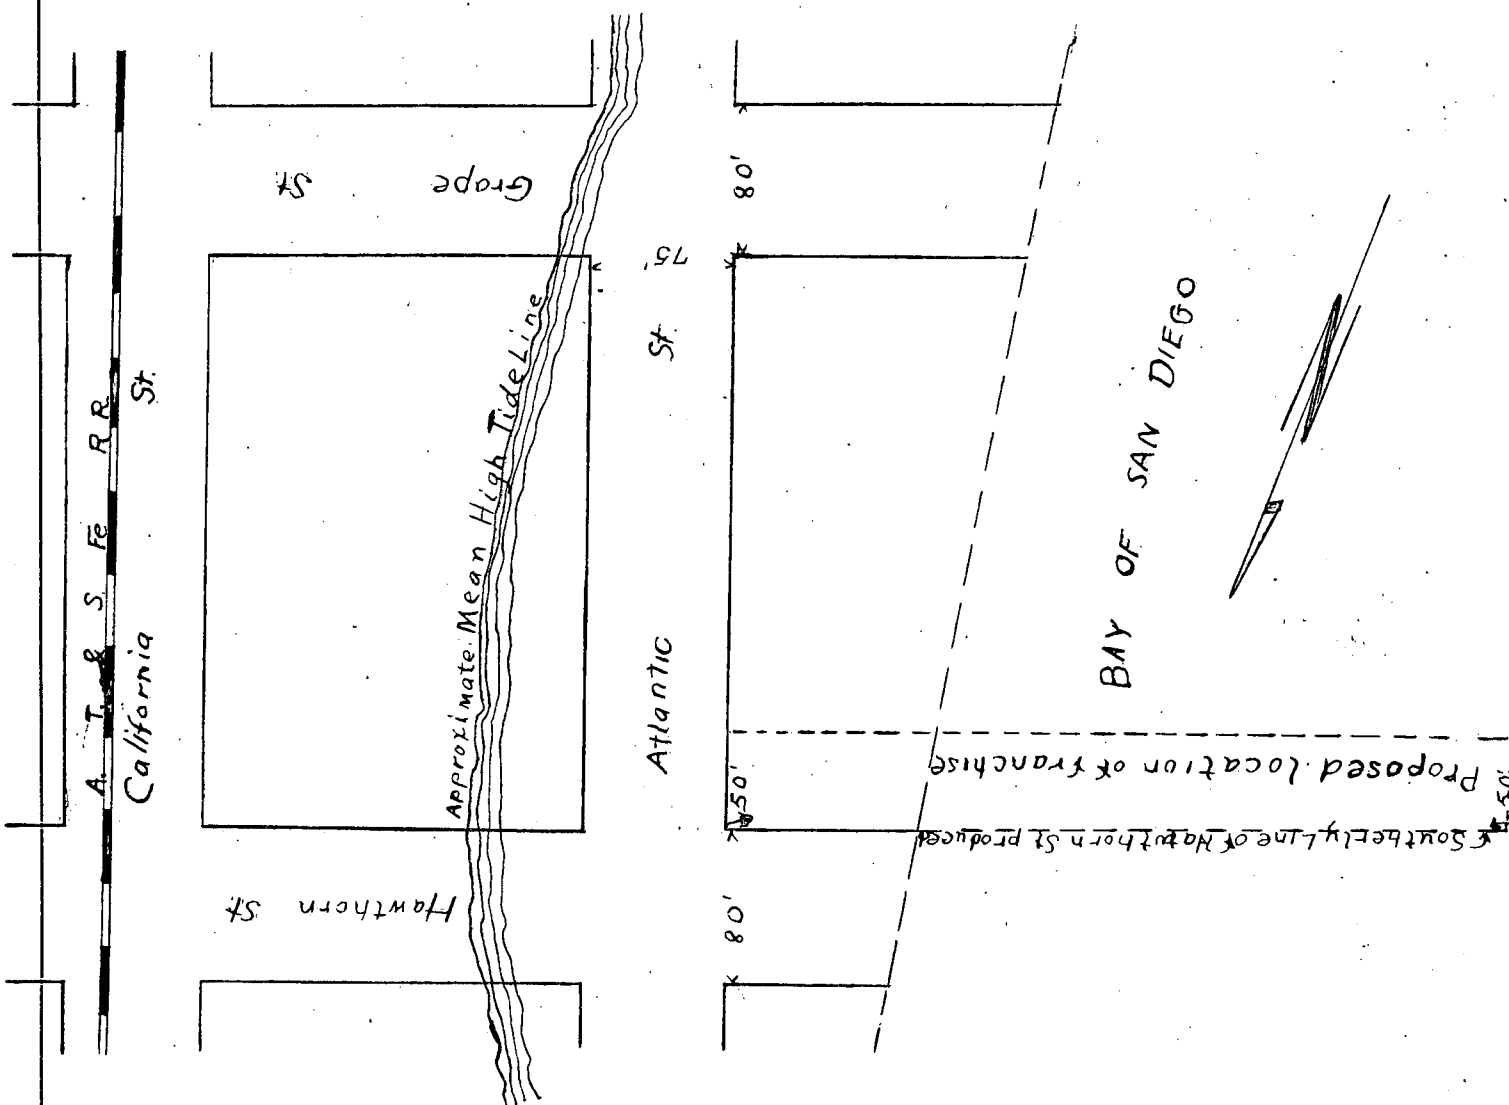 A. T. & S. Fe R R
California St.
Grape St
Hawthorn St
Approximate Mean High Tide Line
Atlantic St.
75'
80'
80'
50'
50'
BAY OF SAN DIEGO
Proposed location of franchise
Southerly Line of Hawthorn St produced